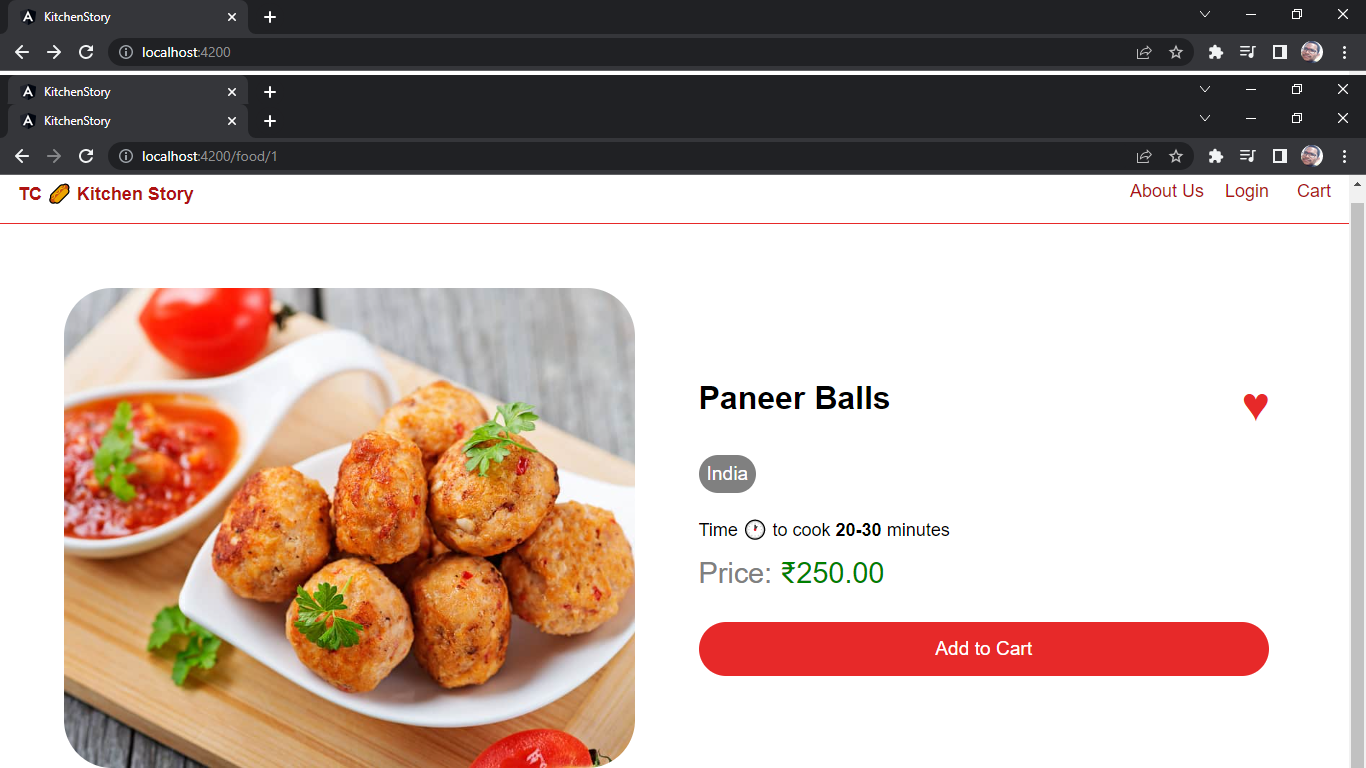 KitchenStory
localhost:4200
KitchenStory
KitchenStory
localhost:4200/food/1
TC Kitchen Story
About Us Login Cart
Paneer Balls
India
Time to cook 20-30 minutes
Price: ₹250.00
Add to Cart